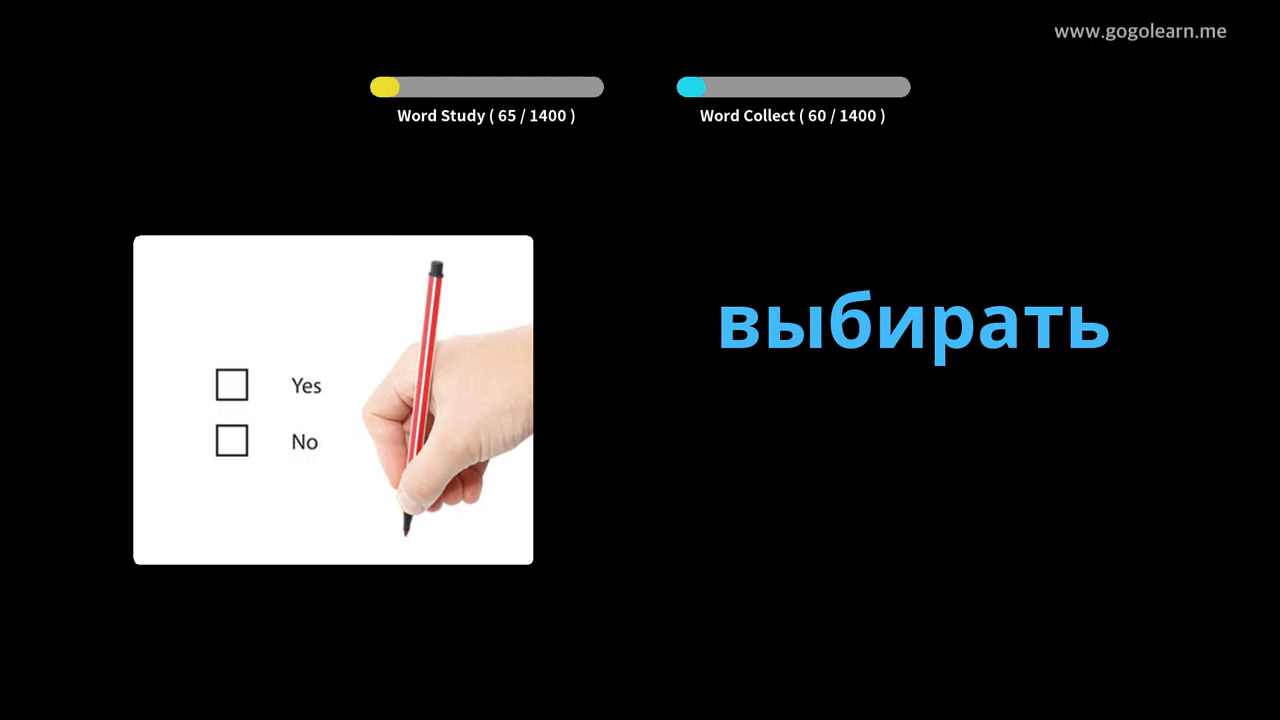 www.gogolearn.me
Word Study ( 65 / 1400 )
Word Collect ( 60 / 1400 )
выбирать
Yes
No